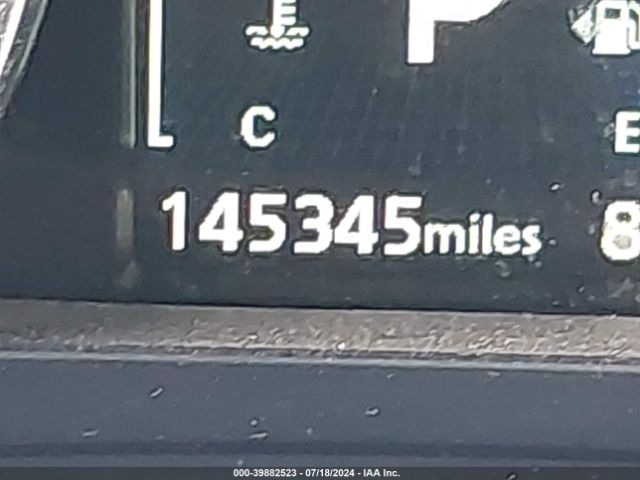 P
C E
145345miles 8
000-39882523 - 07/18/2024 - IAA Inc.